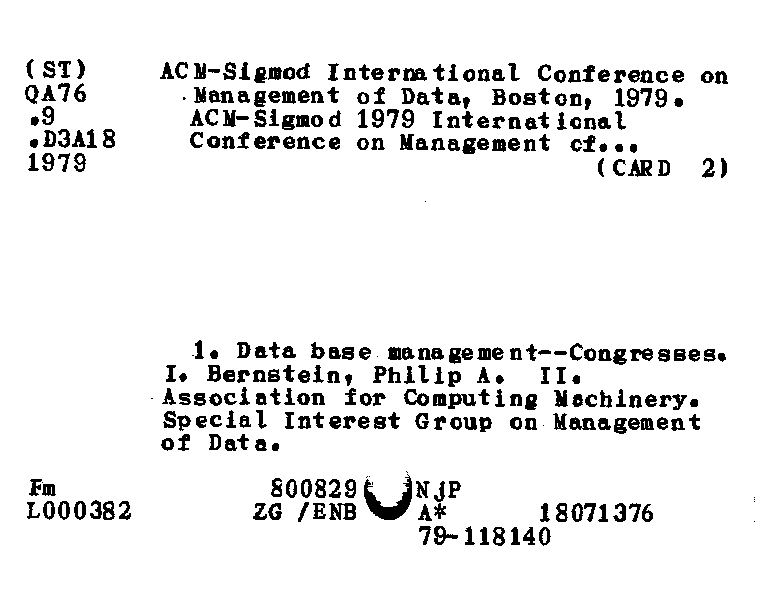 (ST) ACM-Sigmod International Conference on
QA76 Management of Data, Boston, 1979.
.9 ACM-Sigmod 1979 International
.D3A18 Conference on Management of...
1979 (CARD 2)
1. Data base management--Congresses.
I. Bernstein, Philip A. II.
Association for Computing Machinery.
Special Interest Group on Management
of Data.
Fm 800829 NjP
L000382 ZG /ENB A* 18071376
79-118140